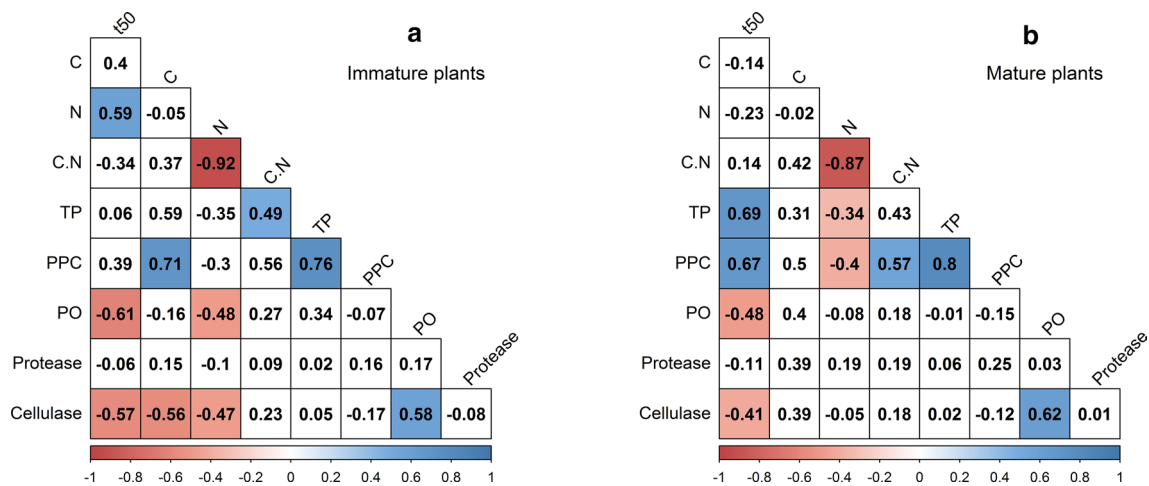 a
Immature plants
t50
C 0.4 C
N 0.59 -0.05 N
C.N -0.34 0.37 -0.92 C.N
TP 0.06 0.59 -0.35 0.49 TP
PPC 0.39 0.71 -0.3 0.56 0.76 PPC
PO -0.61 -0.16 -0.48 0.27 0.34 -0.07 PO
Protease -0.06 0.15 -0.1 0.09 0.02 0.16 0.17 Protease
Cellulase -0.57 -0.56 -0.47 0.23 0.05 -0.17 0.58 -0.08
-1 -0.8 -0.6 -0.4 -0.2 0 0.2 0.4 0.6 0.8 1
b
Mature plants
t50
C -0.14 C
N -0.23 -0.02 N
C.N 0.14 0.42 -0.87 C.N
TP 0.69 0.31 -0.34 0.43 TP
PPC 0.67 0.5 -0.4 0.57 0.8 PPC
PO -0.48 0.4 -0.08 0.18 -0.01 -0.15 PO
Protease -0.11 0.39 0.19 0.19 0.06 0.25 0.03 Protease
Cellulase -0.41 0.39 -0.05 0.18 0.02 -0.12 0.62 0.01
-1 -0.8 -0.6 -0.4 -0.2 0 0.2 0.4 0.6 0.8 1